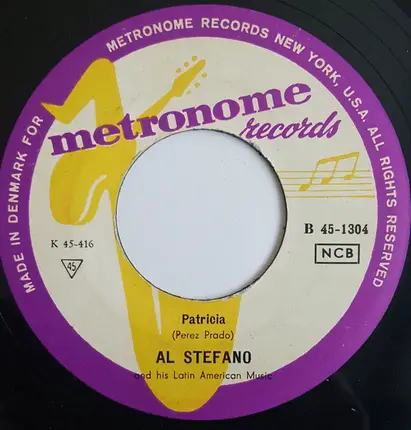 MADE IN DENMARK FOR METRONOME RECORDS NEW YORK, U.S.A. ALL RIGHTS RESERVED
metronome
records
K 45-416
B 45-1304
45
NCB
Patricia
(Perez Prado)
AL STEFANO
and his Latin American Music